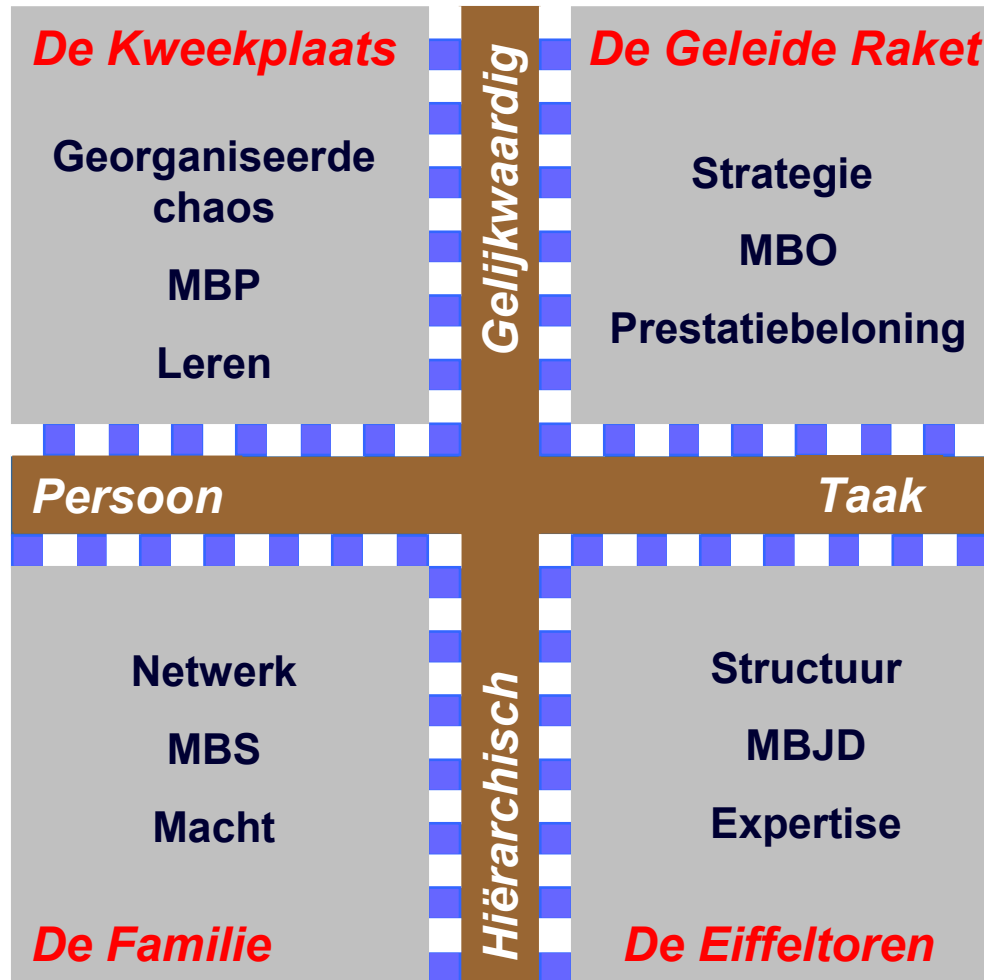 De Kweekplaats
Georganiseerde
chaos
MBP
Leren
Gelijkwaardig
De Geleide Raket
Strategie
MBO
Prestatiebeloning
Persoon
Taak
Netwerk
MBS
Macht
De Familie
Hiërarchisch
Structuur
MBJD
Expertise
De Eiffeltoren